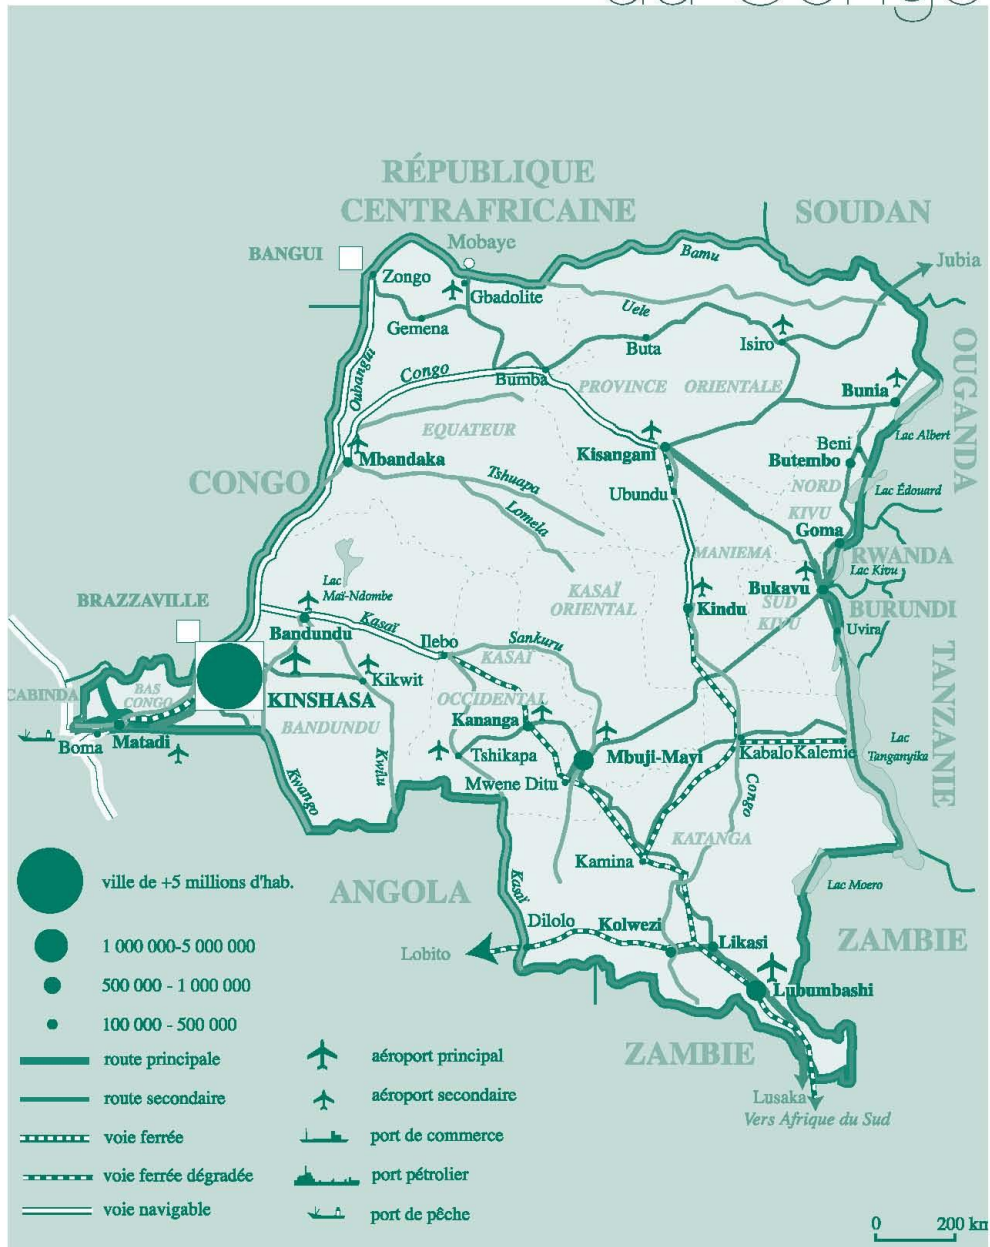 du Congo
RÉPUBLIQUE
CENTRAFRICAINE
SOUDAN
BANGUI
Mobaye
Bamu
Jubia
Zongo
Gbadolite
Uele
Gemena
Buta
Isiro
OUGANDA
Oubangui
Congo
Bumba
PROVINCE ORIENTALE
Bunia
EQUATEUR
Lac Albert
Kisangani
Beni
Mbandaka
Butembo
CONGO
Tshuapa
NORD
KIVU
Lac Édouard
Ubundu
Lomela
Goma
MANIEMA
RWANDA
Lac Kivu
Lac
Maï-Ndombe
KASAÏ
ORIENTAL
Bukavu
BRAZZAVILLE
Kindu
SUD
KIVU
BURUNDI
Bandundu
Kasaï
Uvira
Ilebo
Sankuru
KASAÏ
OCCIDENTAL
TANZANIE
CABINDA
BAS
CONGO
KINSHASA
Kikwit
BANDUNDU
Kananga
Boma
Matadi
Lac
Tanganyika
Tshikapa
Mbuji-Mayi
Kabalo
Kalemie
Mwene Ditu
Kwango
Kwilu
Congo
KATANGA
Kamina
ville de +5 millions d'hab.
ANGOLA
Kasaï
Lac Moero
Dilolo
Kolwezi
Likasi
ZAMBIE
Lobito
1 000 000-5 000 000
500 000 - 1 000 000
Lubumbashi
100 000 - 500 000
ZAMBIE
route principale
aéroport principal
route secondaire
aéroport secondaire
Lusaka
Vers Afrique du Sud
voie ferrée
port de commerce
voie ferrée dégradée
port pétrolier
voie navigable
port de pêche
0 200 km